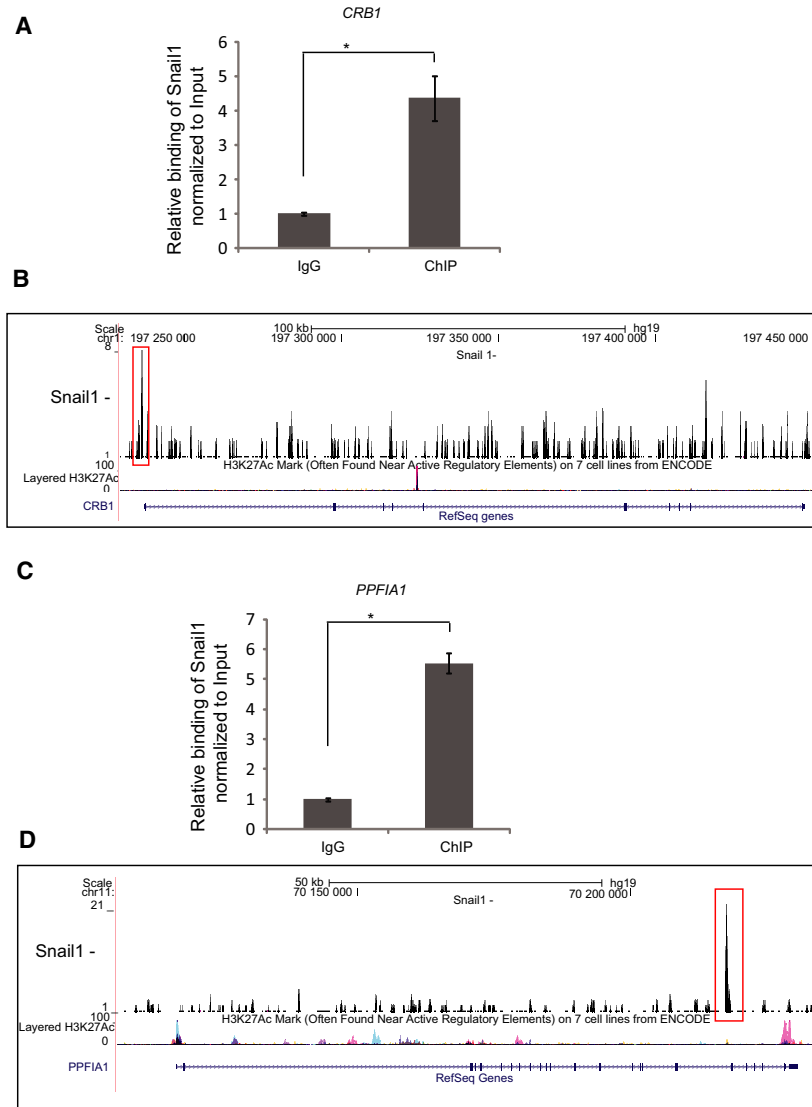 A
CRB1
Relative binding of Snail1
normalized to Input
6
5
4
3
2
1
0
*
IgG
ChIP
B
Scale
100 kb
hg19
chr1:
197 250 000
197 300 000
197 350 000
197 400 000
197 450 000
8
Snail 1-
Snail1 -
1
H3K27Ac Mark (Often Found Near Active Regulatory Elements) on 7 cell lines from ENCODE
100
Layered H3K27Ac
0
CRB1
RefSeq genes
C
PPFIA1
Relative binding of Snail1
normalized to Input
7
6
5
4
3
2
1
0
*
IgG
ChIP
D
Scale
50 kb
hg19
chr11:
70 150 000
70 200 000
21
Snail1 -
Snail1 -
1
H3K27Ac Mark (Often Found Near Active Regulatory Elements) on 7 cell lines from ENCODE
100
Layered H3K27Ac
0
PPFIA1
RefSeq Genes